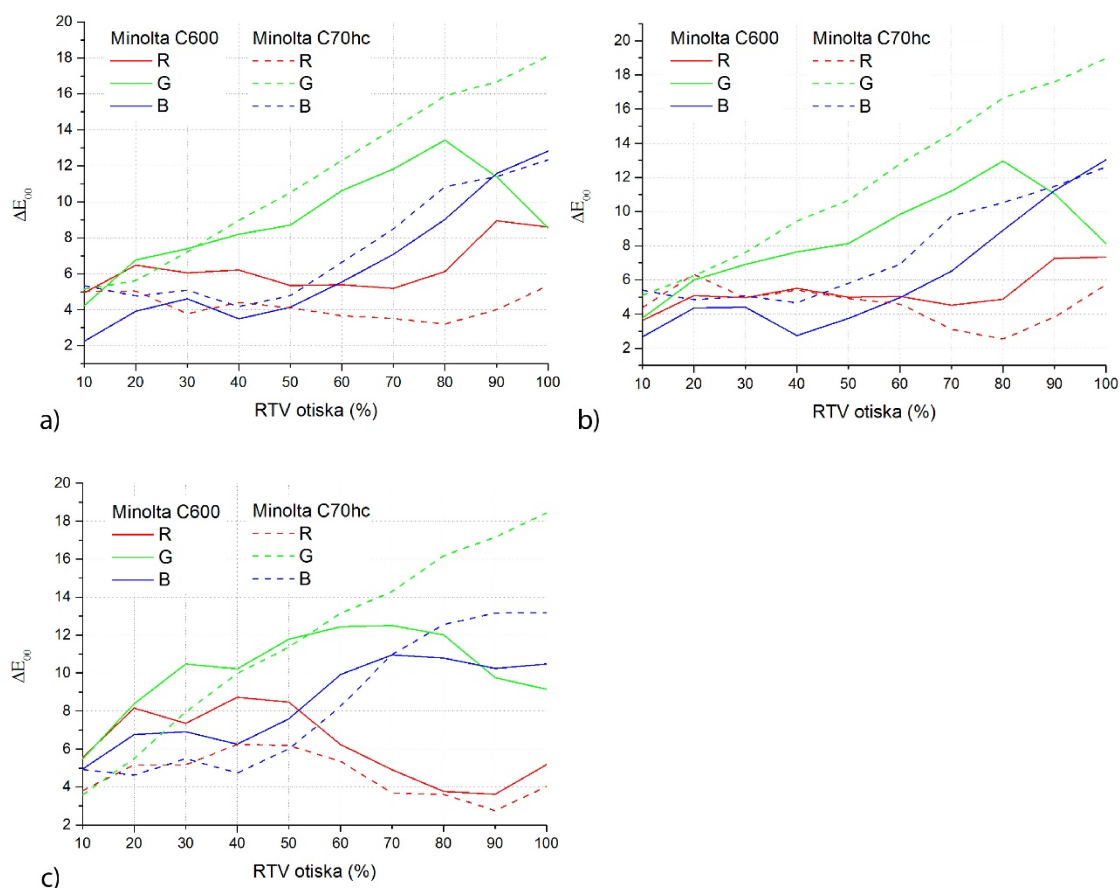 20
18
16
14
12
10
8
6
4
2
ΔE₀₀
Minolta C600 Minolta C70hc
R R
G G
B B
10 20 30 40 50 60 70 80 90 100
RTV otiska (%)
a)
20
18
16
14
12
10
8
6
4
2
ΔE₀₀
Minolta C600 Minolta C70hc
R R
G G
B B
10 20 30 40 50 60 70 80 90 100
RTV otiska (%)
b)
20
18
16
14
12
10
8
6
4
2
ΔE₀₀
Minolta C600 Minolta C70hc
R R
G G
B B
10 20 30 40 50 60 70 80 90 100
RTV otiska (%)
c)